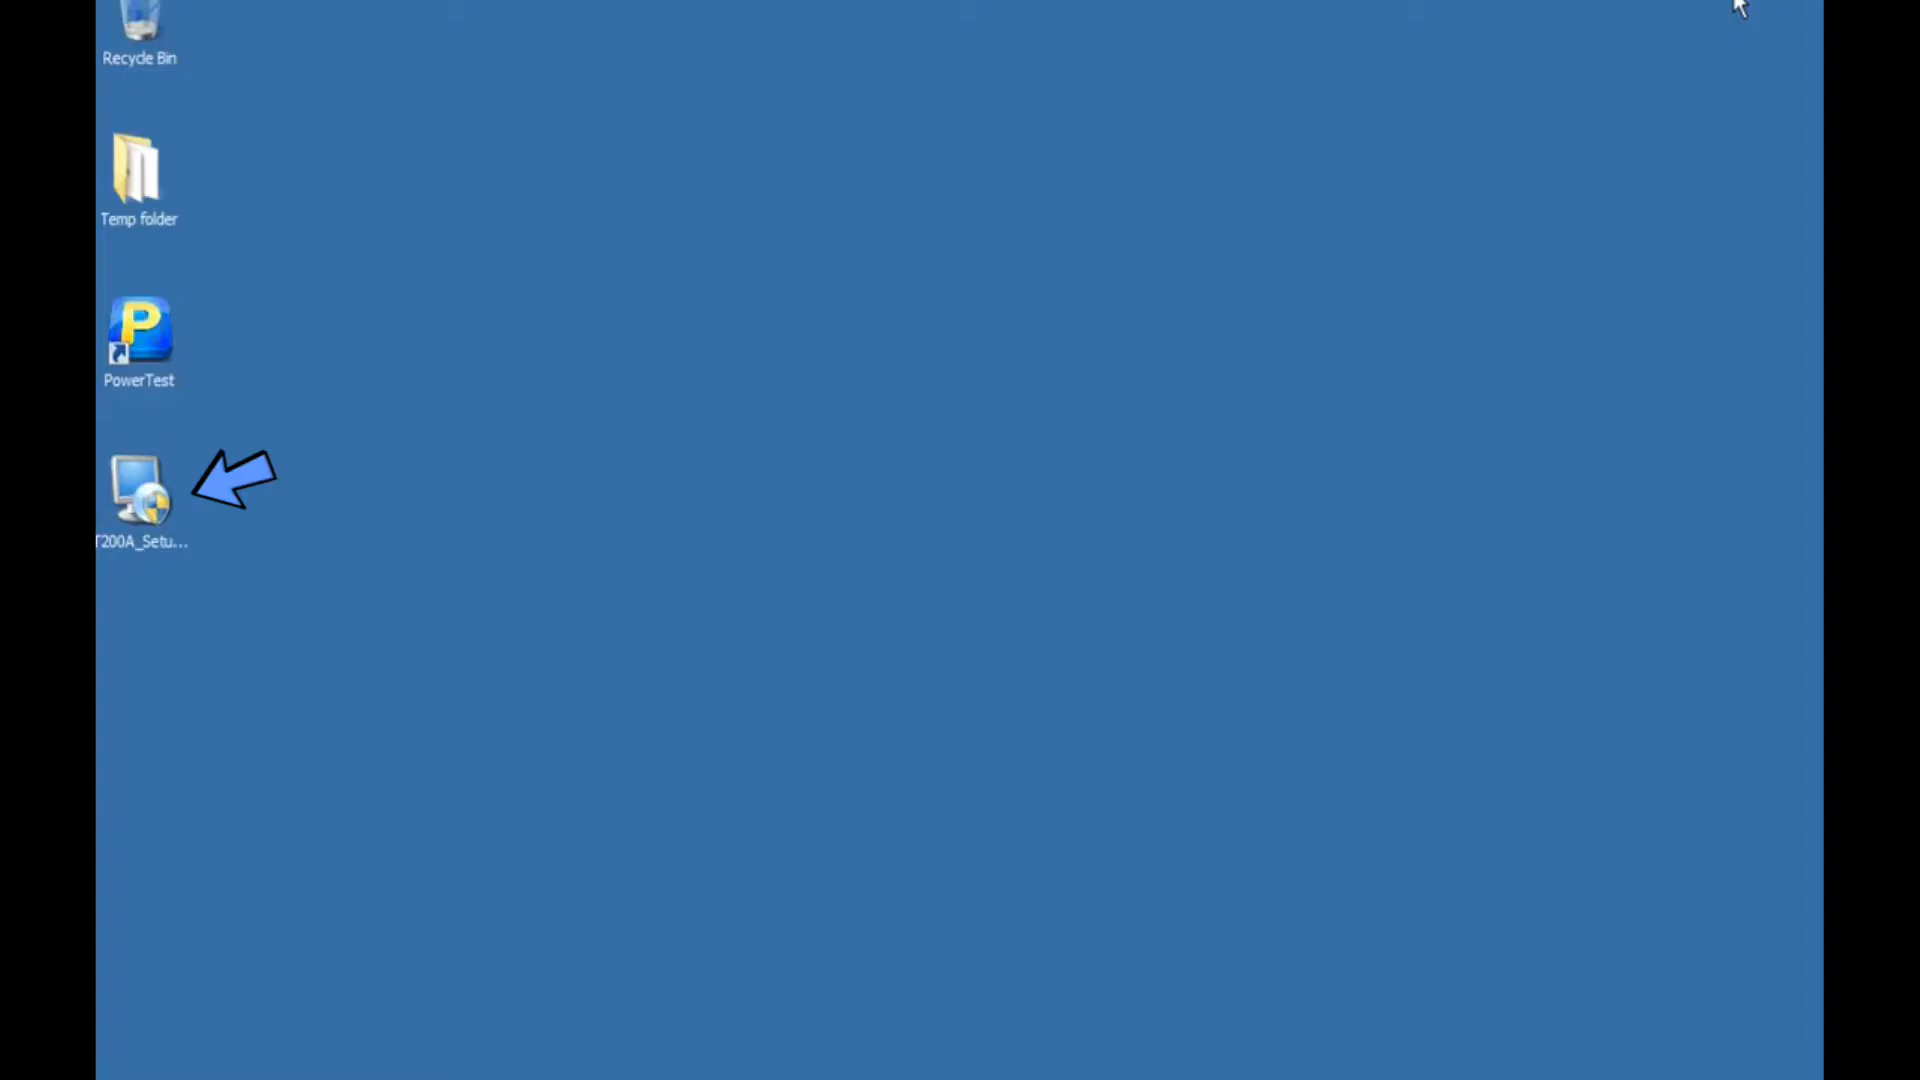 Recycle Bin
Temp folder
P
PowerTest
T200A_Setu...